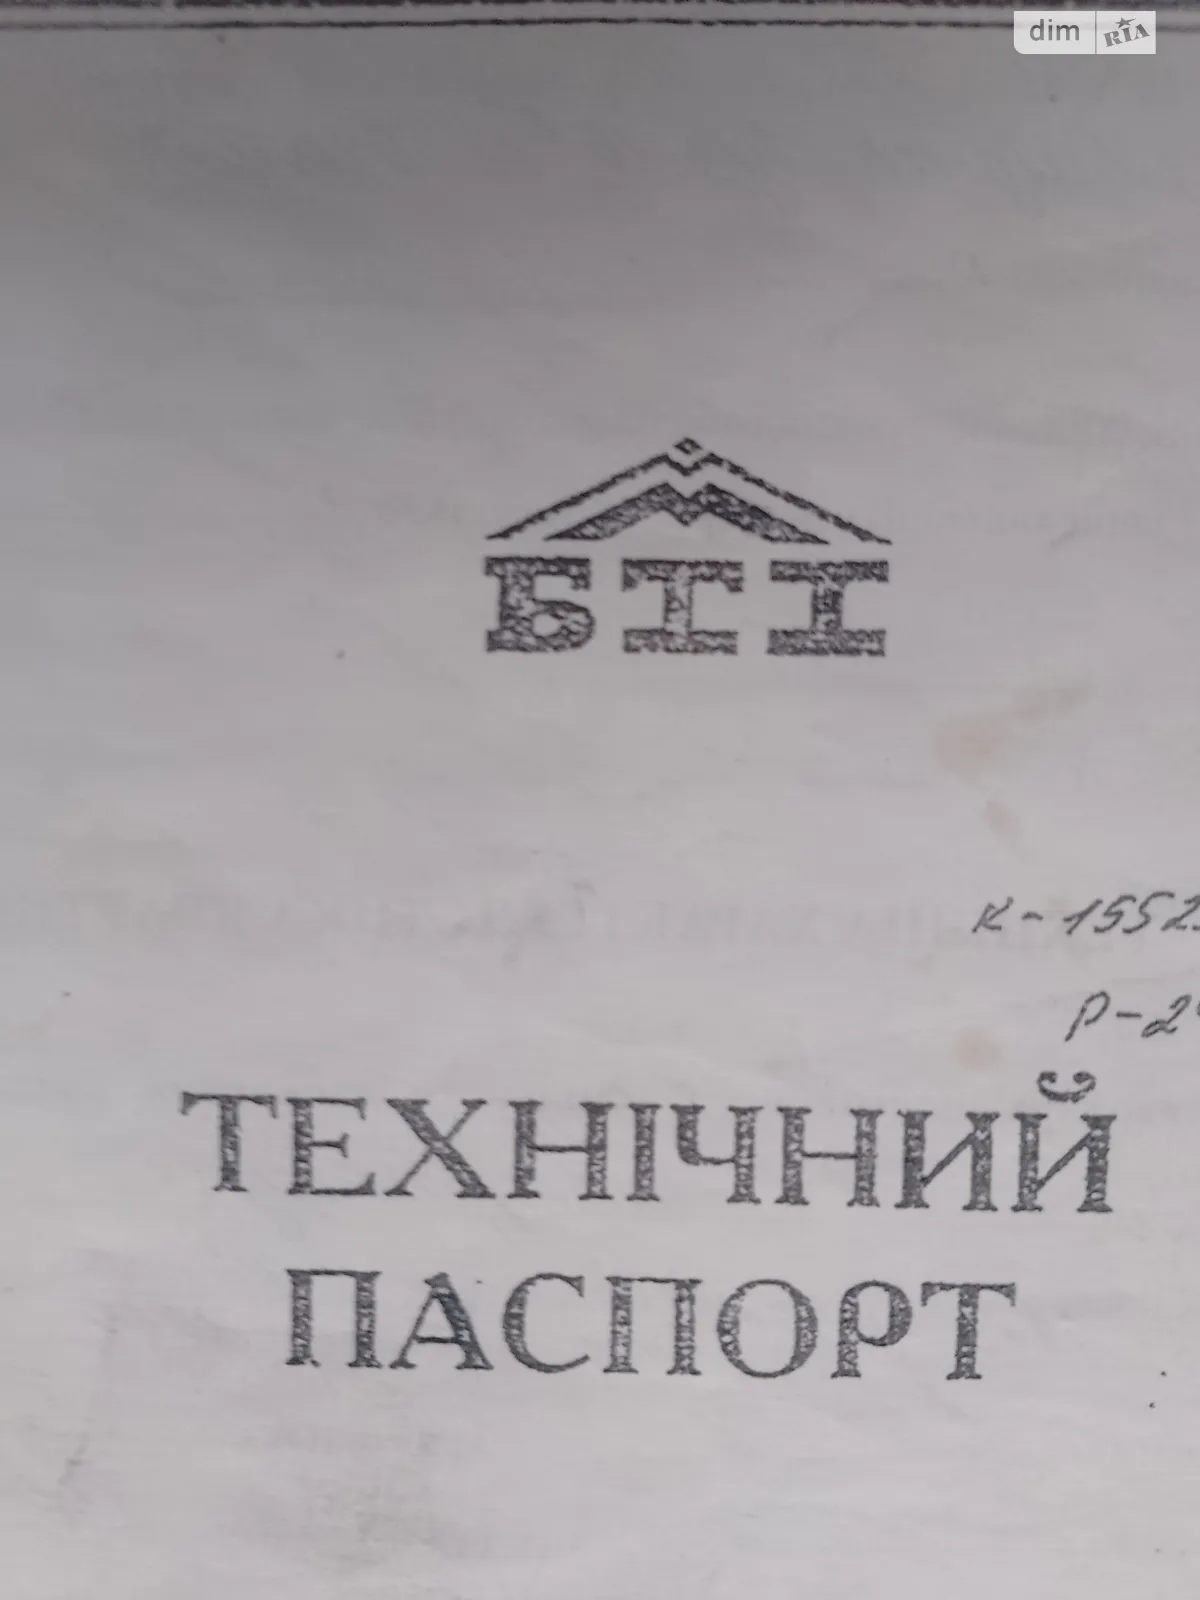 dim RIA
БТІ
К-1552
Р-2
ТЕХНІЧНИЙ
ПАСПОРТ